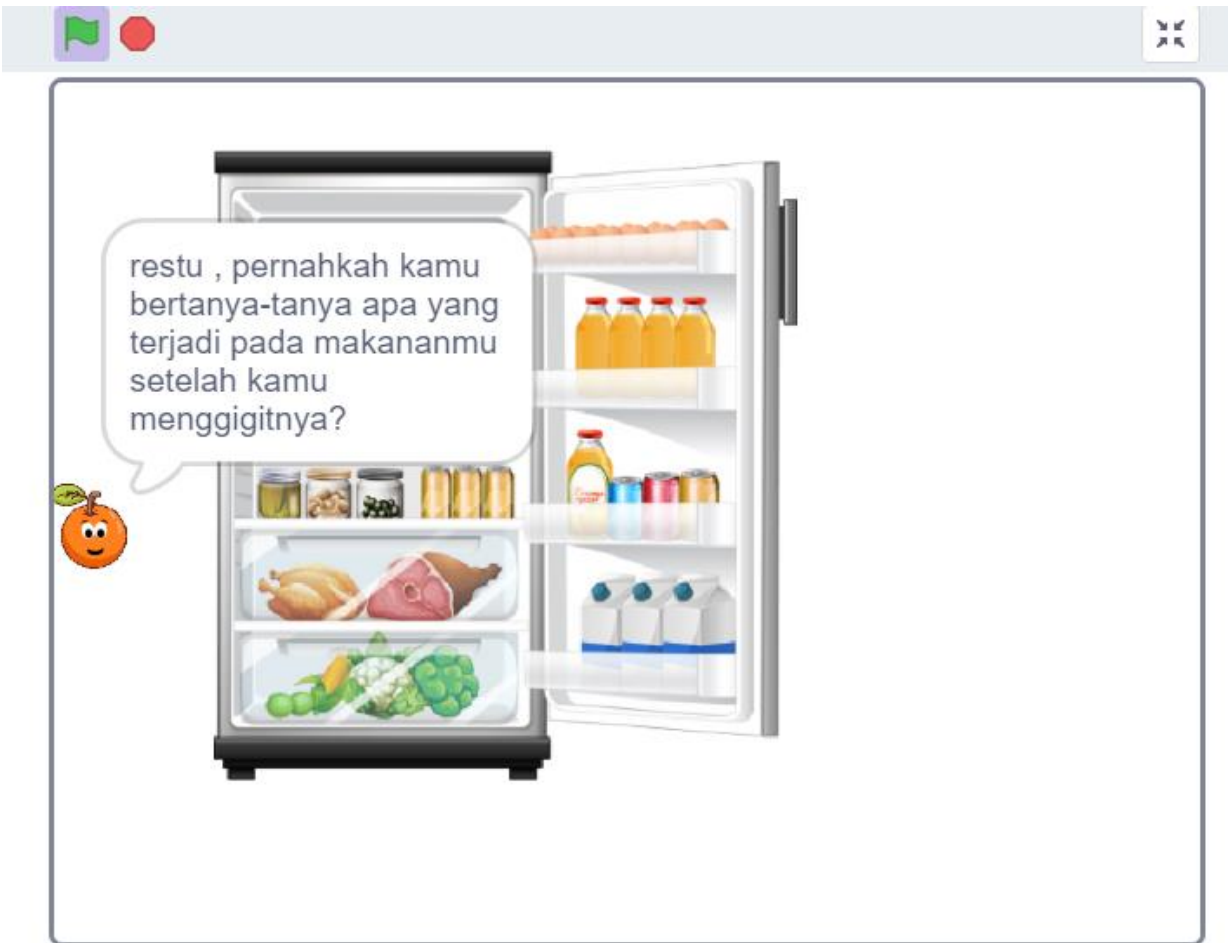 restu , pernahkah kamu
bertanya-tanya apa yang
terjadi pada makananmu
setelah kamu
menggigitnya?